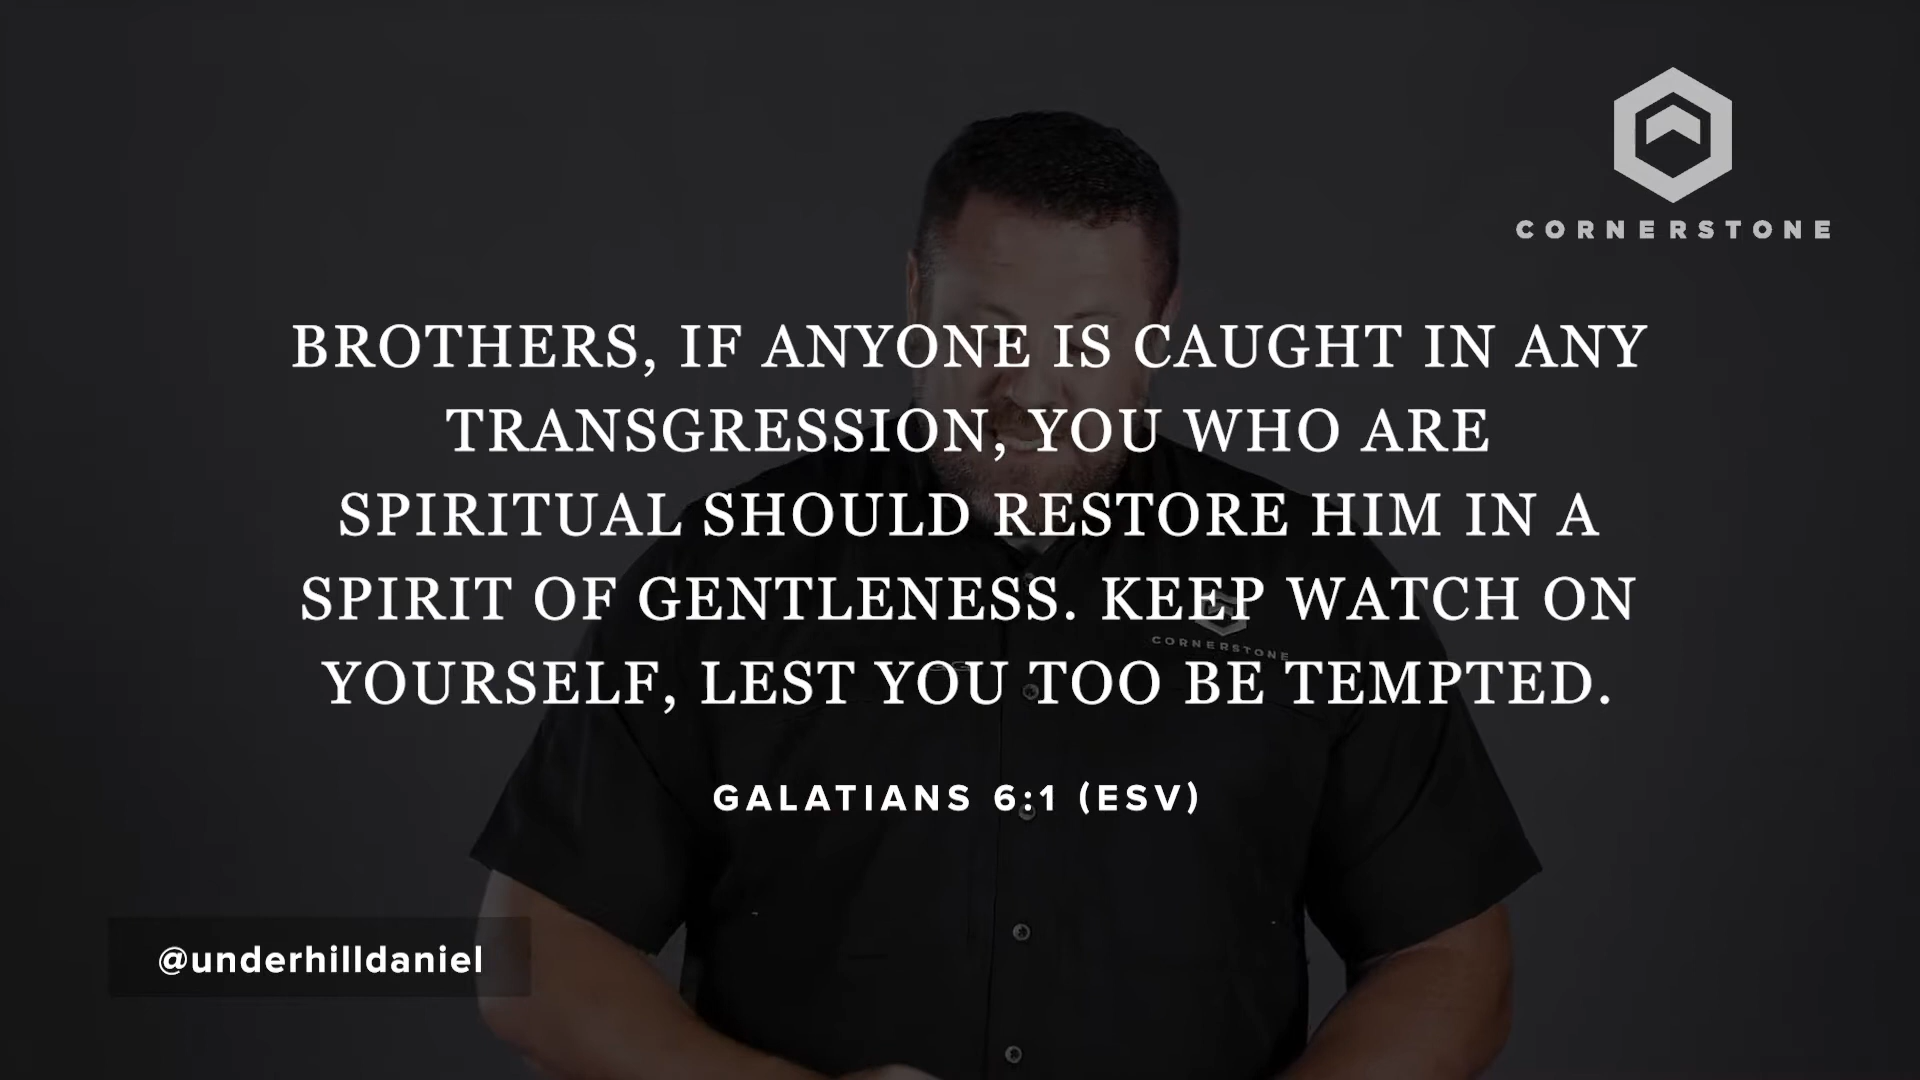 CORNERSTONE
BROTHERS, IF ANYONE IS CAUGHT IN ANY
TRANSGRESSION, YOU WHO ARE
SPIRITUAL SHOULD RESTORE HIM IN A
SPIRIT OF GENTLENESS. KEEP WATCH ON
YOURSELF, LEST YOU TOO BE TEMPTED.
CORNERSTONE
GALATIANS 6:1 (ESV)
@underhilldaniel